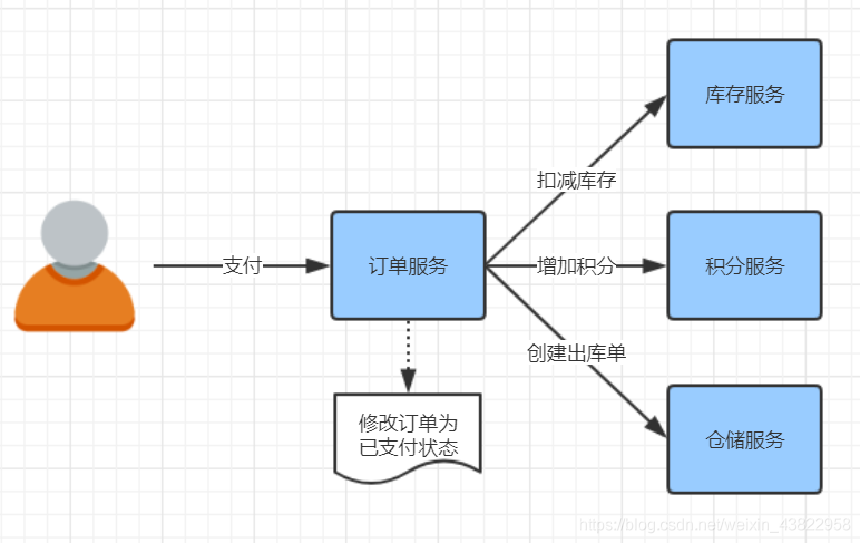 库存服务
扣减库存
支付
订单服务
增加积分
积分服务
创建出库单
修改订单为
已支付状态
仓储服务
https://blog.csdn.net/weixin_43822958